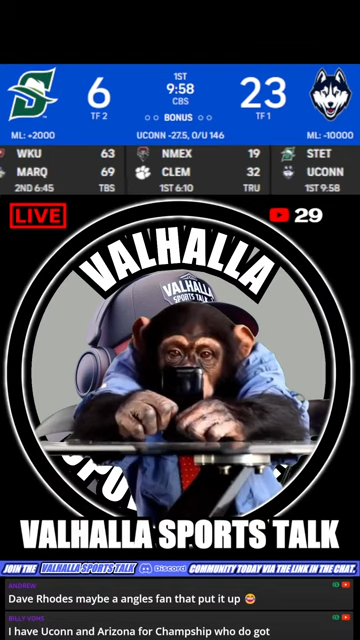 1ST
6 9:58 23
CBS
TF 2 BONUS TF 1
ML: +2000 UCONN -27.5, O/U 146 ML: -10000
WKU 63 NMEX 19 STET
MARQ 69 CLEM 32 UCONN
2ND 6:45 TBS 1ST 6:10 TRU 1ST 9:58
LIVE 29
VALHALLA
VALHALLA
SPORTS TALK
VALHALLA SPORTS TALK
JOIN THE VALHALLA SPORTS TALK Discord COMMUNITY TODAY VIA THE LINK IN THE CHAT.
ANDREW
Dave Rhodes maybe a angles fan that put it up 😂
BILLY VOHS
I have Uconn and Arizona for Champship who do got